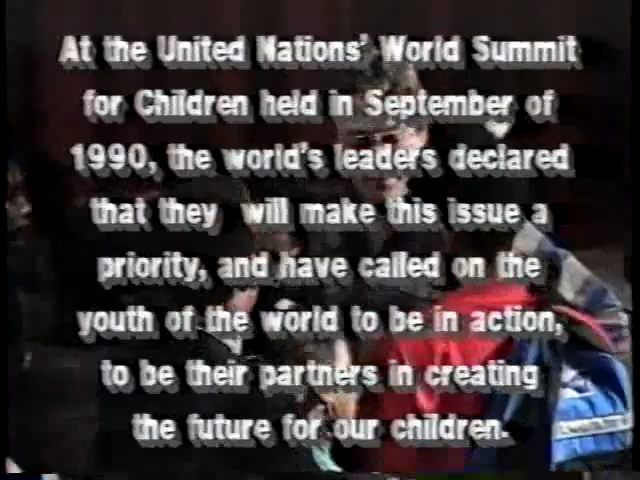 At the United Nations' World Summit
for Children held in September of
1990, the world's leaders declared
that they will make this issue a
priority, and have called on the
youth of the world to be in action,
to be their partners in creating
the future for our children.